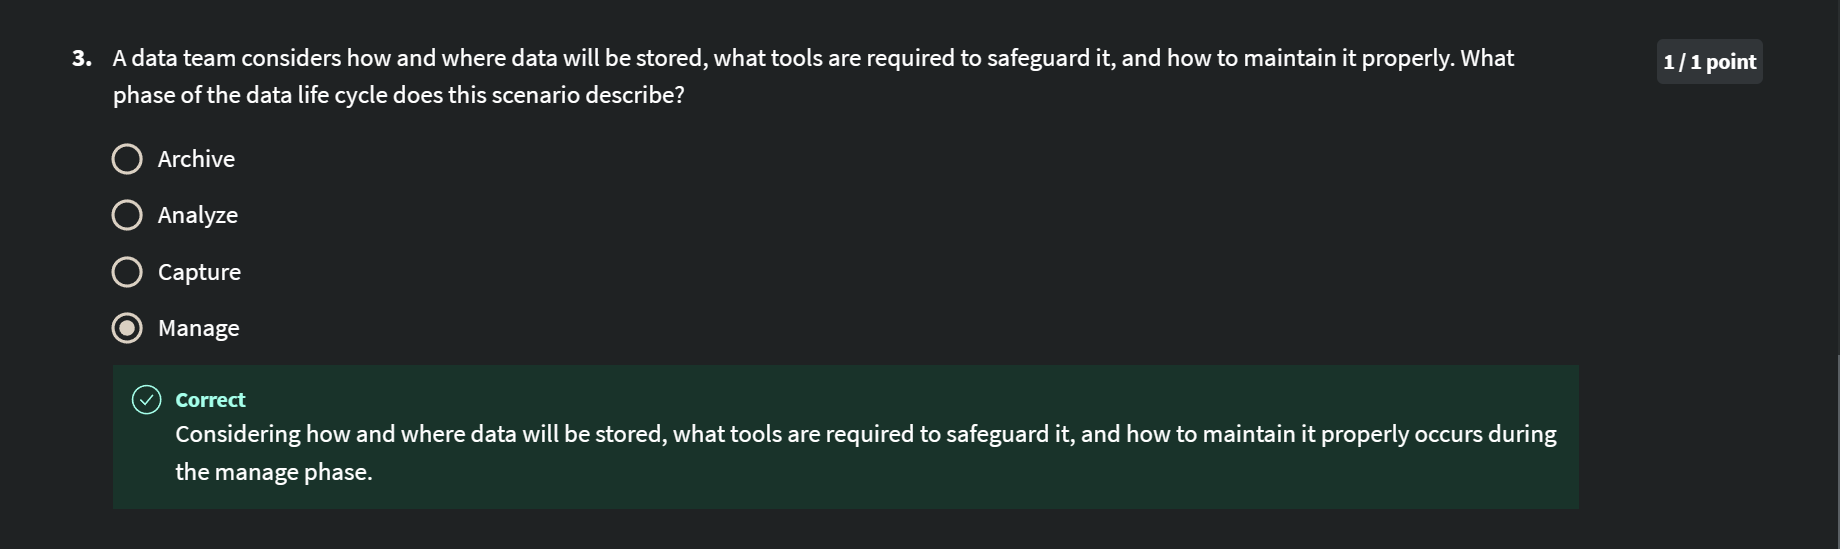 3. A data team considers how and where data will be stored, what tools are required to safeguard it, and how to maintain it properly. What
phase of the data life cycle does this scenario describe?
1 / 1 point
Archive
Analyze
Capture
Manage
Correct
Considering how and where data will be stored, what tools are required to safeguard it, and how to maintain it properly occurs during
the manage phase.